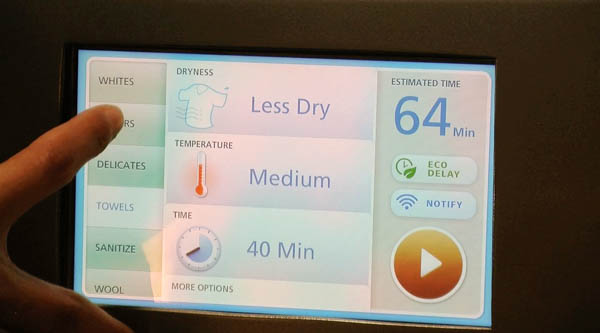 WHITES
RS
DELICATES
TOWELS
SANITIZE
WOOL
DRYNESS
Less Dry
TEMPERATURE
Medium
TIME
40 Min
MORE OPTIONS
ESTIMATED TIME
64 Min
ECO
DELAY
NOTIFY